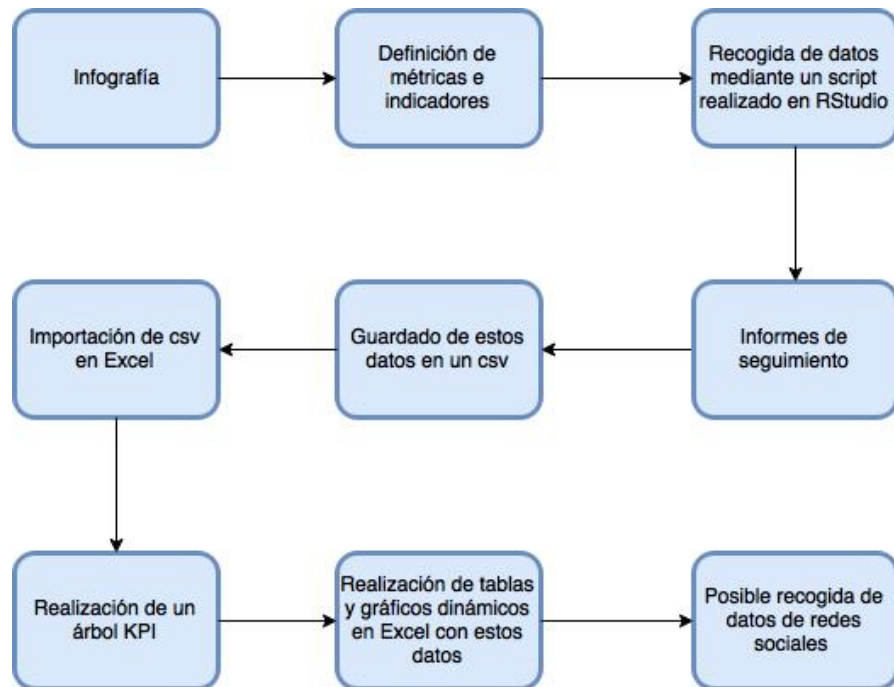 Infografía
Definición de
métricas e
indicadores
Recogida de datos
mediante un script
realizado en RStudio
Informes de
seguimiento
Guardado de estos
datos en un csv
Importación de csv
en Excel
Realización de un
árbol KPI
Realización de tablas
y gráficos dinámicos
en Excel con estos
datos
Posible recogida de
datos de redes
sociales